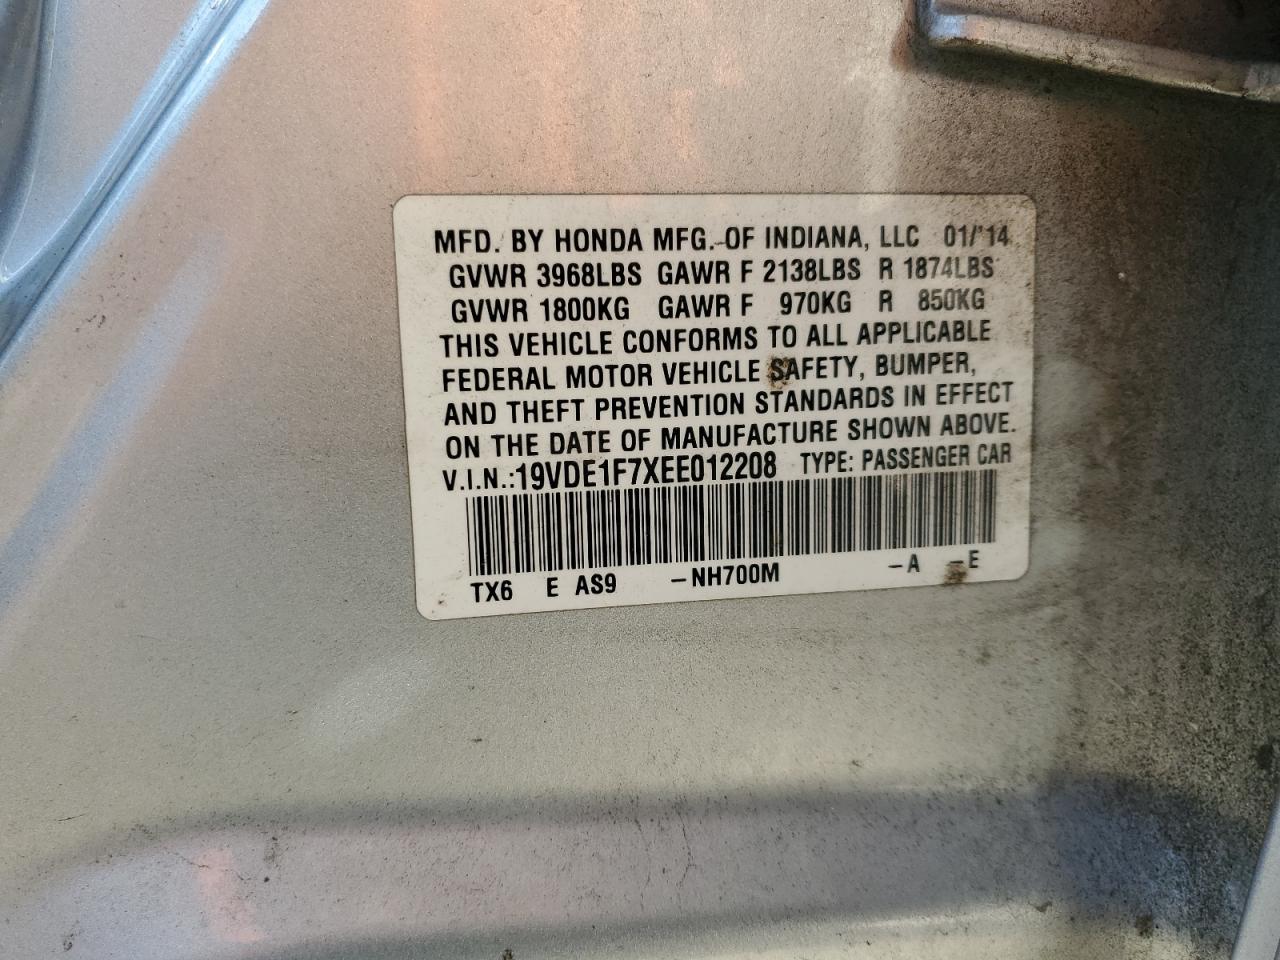 MFD. BY HONDA MFG. OF INDIANA, LLC 01/'14
GVWR 3968LBS GAWR F 2138LBS R 1874LBS
GVWR 1800KG GAWR F 970KG R 850KG
THIS VEHICLE CONFORMS TO ALL APPLICABLE
FEDERAL MOTOR VEHICLE SAFETY, BUMPER,
AND THEFT PREVENTION STANDARDS IN EFFECT
ON THE DATE OF MANUFACTURE SHOWN ABOVE.
V.I.N.:19VDE1F7XEE012208 TYPE: PASSENGER CAR
TX6 E AS9 -NH700M -A -E